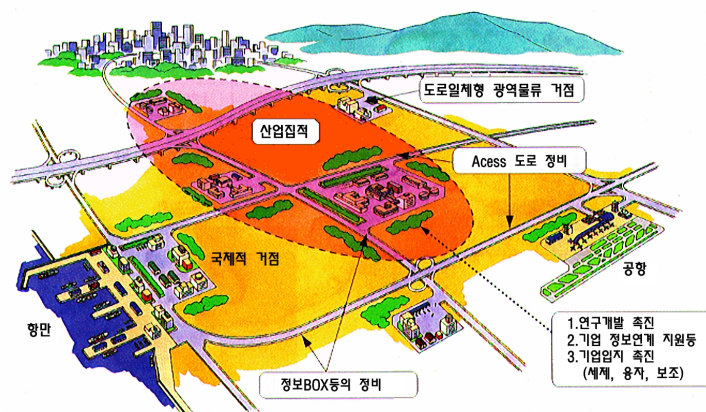 도로일체형 광역물류 거점
산업집적
Acess 도로 정비
국제적 거점
공항
항만
1.연구개발 촉진
2.기업 정보연계 지원등
3.기업입지 촉진
(세제, 융자, 보조)
정보BOX등의 정비